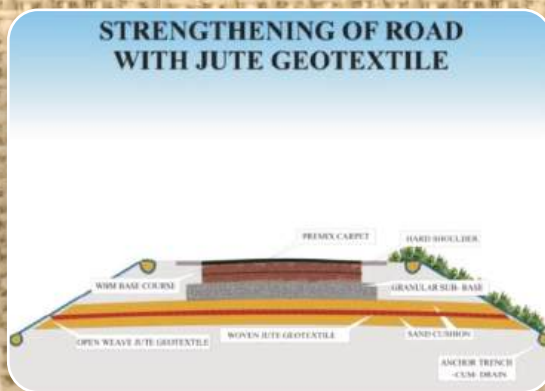 STRENGTHENING OF ROAD
WITH JUTE GEOTEXTILE
PREMIX CARPET
HARD SHOULDER
WBM BASE COURSE
GRANULAR SUB- BASE
OPEN WEAVE JUTE GEOTEXTILE
WOVEN JUTE GEOTEXTILE
SAND CUSHION
ANCHOR TRENCH
-CUM- DRAIN